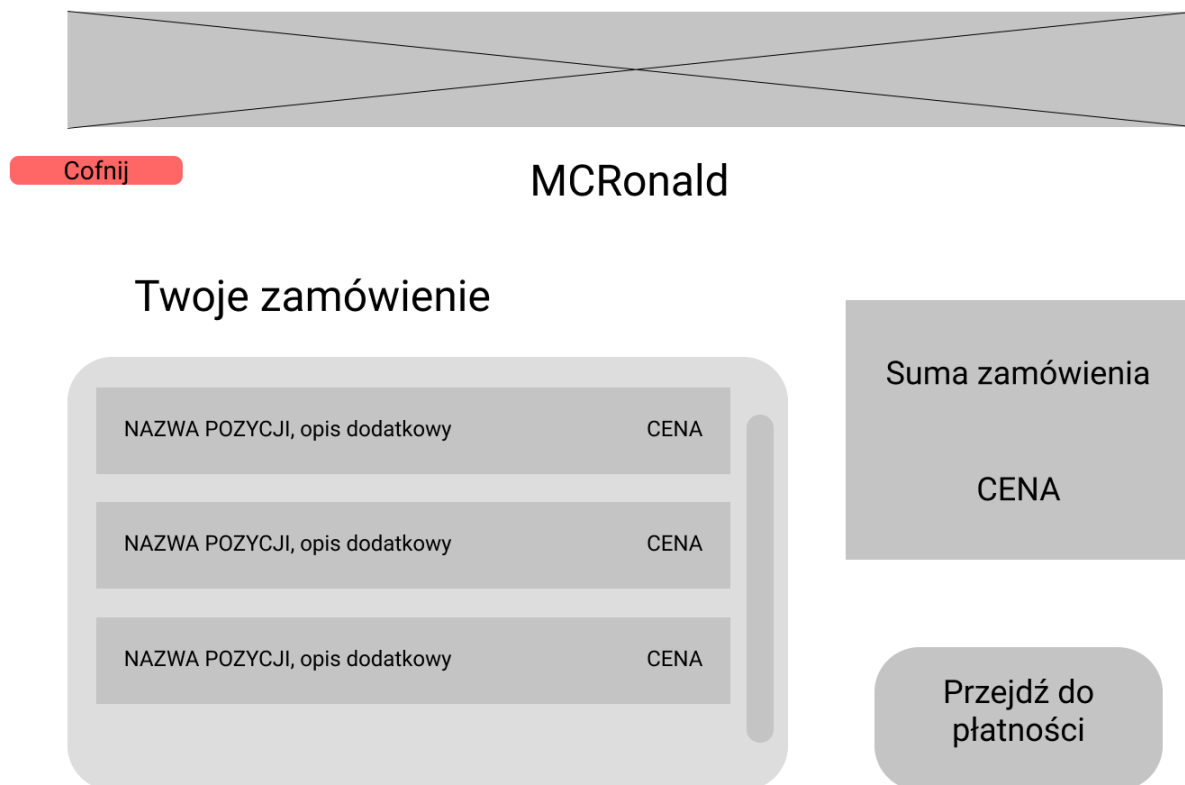 Cofnij
MCRonald
Twoje zamówienie
NAZWA POZYCJI, opis dodatkowy CENA
NAZWA POZYCJI, opis dodatkowy CENA
NAZWA POZYCJI, opis dodatkowy CENA
Suma zamówienia
CENA
Przejdź do
płatności